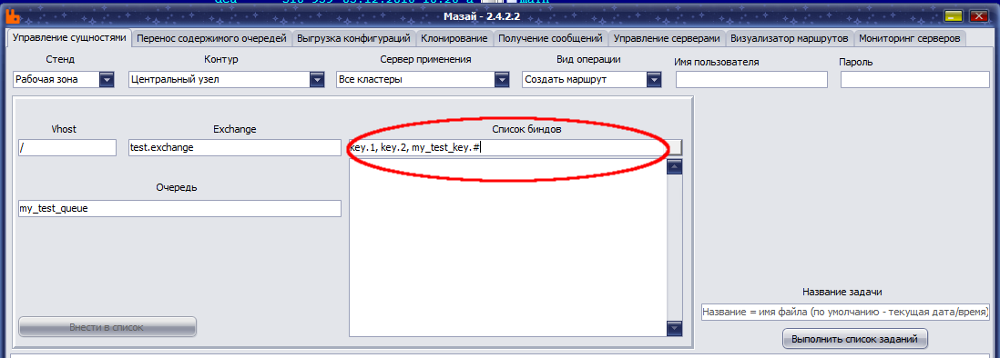 Мазай - 2.4.2.2
Управление сущностями Перенос содержимого очередей Выгрузка конфигураций Клонирование Получение сообщений Управление серверами Визуализатор маршрутов Мониторинг серверов
Стенд Контур Сервер применения Вид операции Имя пользователя Пароль
Рабочая зона Центральный узел Все кластеры Создать маршрут
Vhost Exchange Список биндов
/ test.exchange key.1, key.2, my_test_key.#
Очередь
my_test_queue
Название задачи
Название = имя файла (по умолчанию - текущая дата/время)
Внести в список
Выполнить список заданий